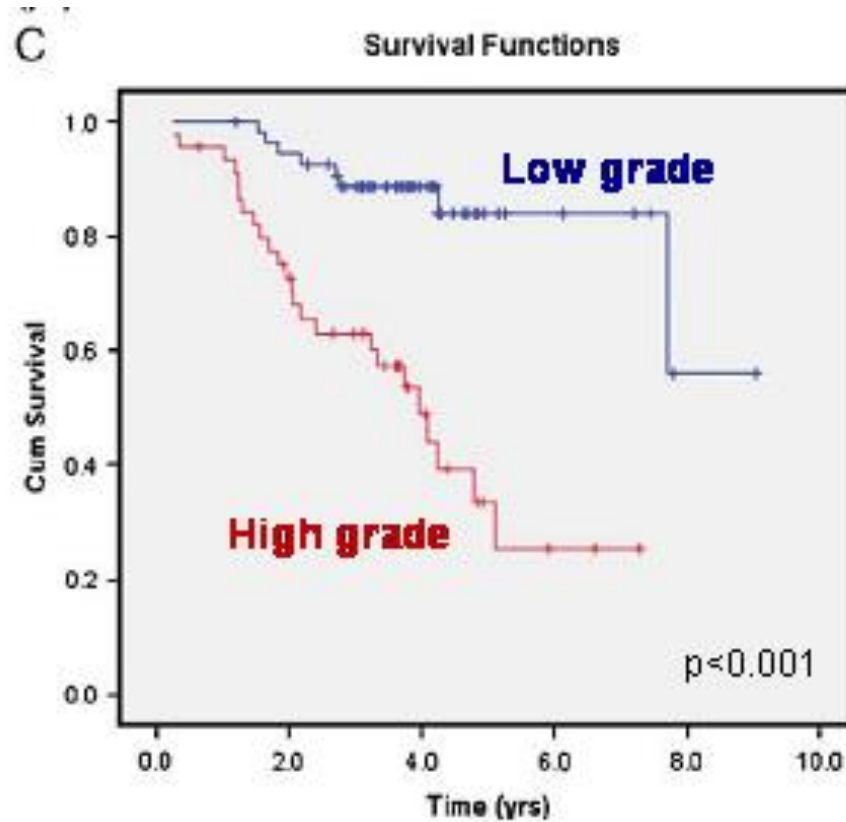 C
Survival Functions
1.0
0.8
0.6
0.4
0.2
0.0
Cum Survival
Low grade
High grade
p<0.001
0.0 2.0 4.0 6.0 8.0 10.0
Time (yrs)